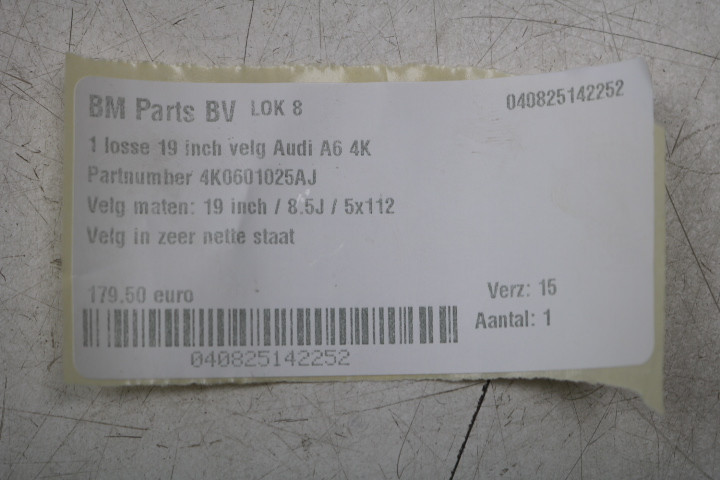 BM Parts BV LOK 8 040825142252
1 losse 19 inch velg Audi A6 4K
Partnumber 4K0601025AJ
Velg maten: 19 inch / 8.5J / 5x112
Velg in zeer nette staat
179.50 euro Verz: 15
Aantal: 1
040825142252